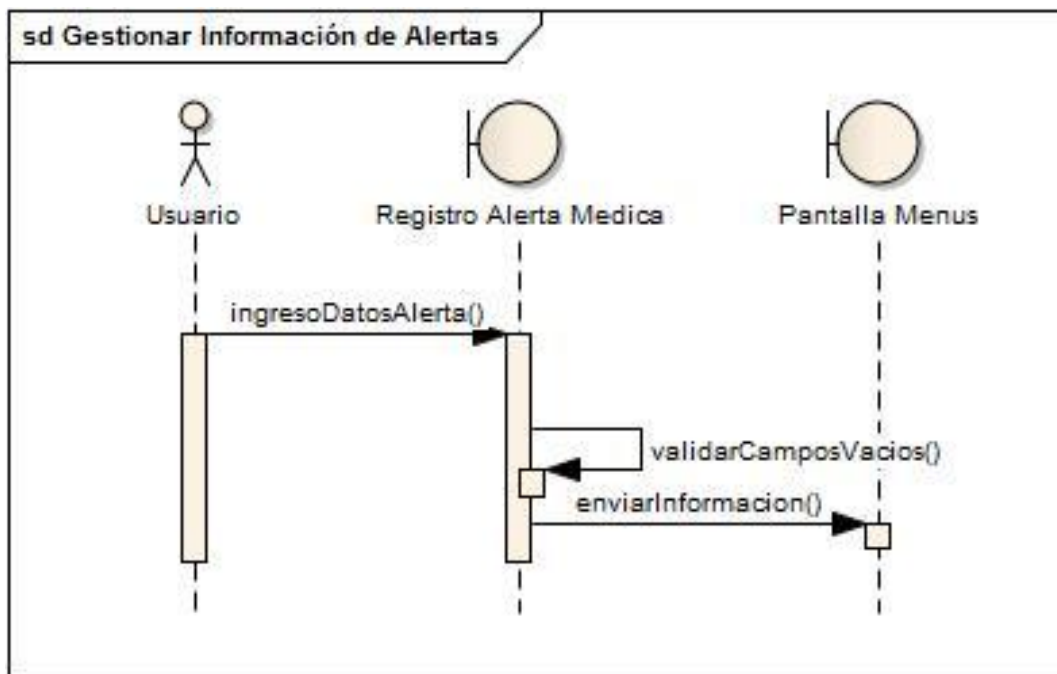 sd Gestionar Información de Alertas
Usuario
Registro Alerta Medica
Pantalla Menus
ingresoDatosAlerta()
validarCamposVacios()
enviarInformacion()